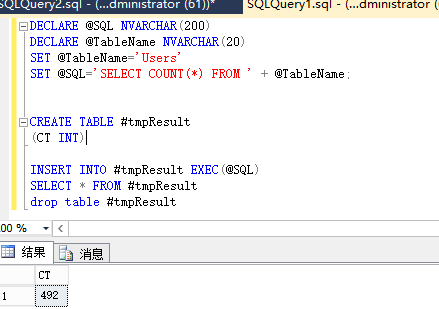 SQLQuery2.sql - (...dministrator (61))* SQLQuery1.sql - (...dministrator
DECLARE @SQL NVARCHAR(200)
DECLARE @TableName NVARCHAR(20)
SET @TableName='Users'
SET @SQL='SELECT COUNT(*) FROM ' + @TableName;
CREATE TABLE #tmpResult
(CT INT)
INSERT INTO #tmpResult EXEC(@SQL)
SELECT * FROM #tmpResult
drop table #tmpResult
00 %
结果 消息
CT
1 492